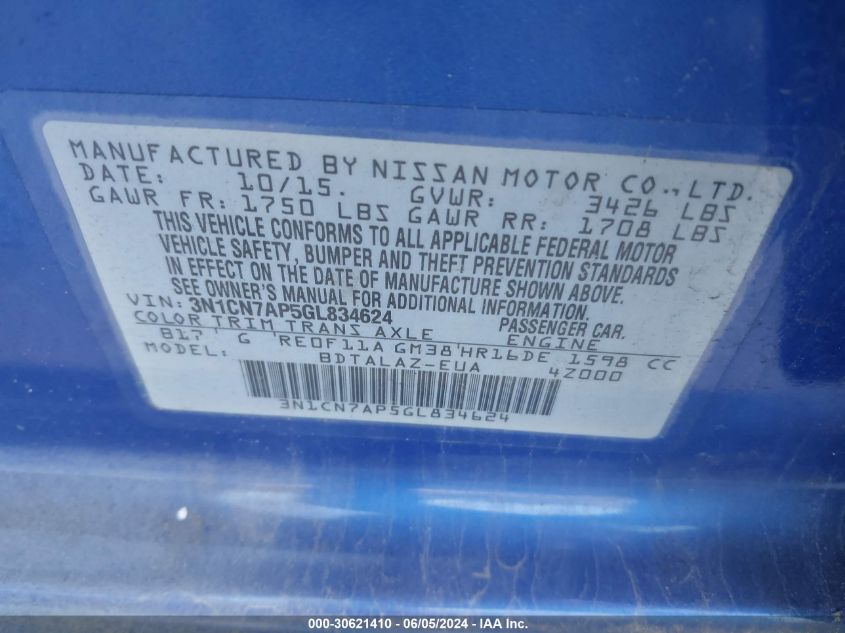 MANUFACTURED BY NISSAN MOTOR CO.,LTD.
DATE: 10/15. GVWR: 3426 LBS
GAWR FR: 1750 LBS GAWR RR: 1708 LBS
THIS VEHICLE CONFORMS TO ALL APPLICABLE FEDERAL MOTOR
VEHICLE SAFETY, BUMPER AND THEFT PREVENTION STANDARDS
IN EFFECT ON THE DATE OF MANUFACTURE SHOWN ABOVE.
SEE OWNER'S MANUAL FOR ADDITIONAL INFORMATION.
VIN: 3N1CN7AP5GL834624 PASSENGER CAR.
COLOR TRIM TRANS AXLE ENGINE
B17 G 'RE0F11A GM38'HR16DE 1598 CC
MODEL: BDTALAZ-EUA 4Z000
3N1CN7AP5GL834624
000-30621410 - 06/05/2024 - IAA Inc.